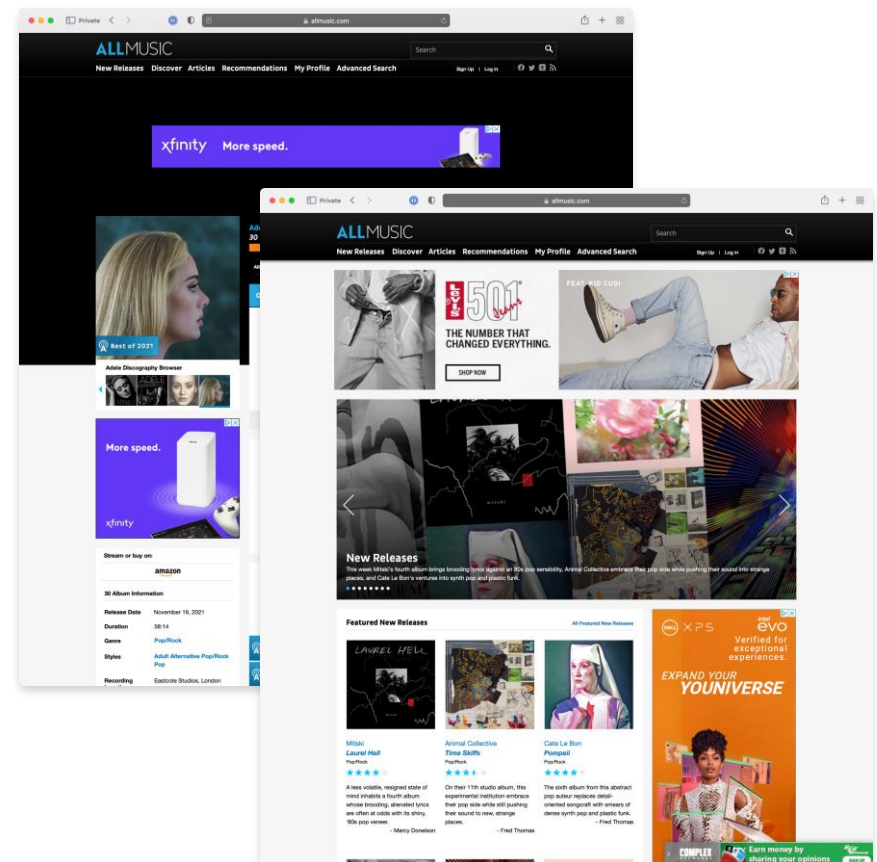 Private
allmusic.com
ALLMUSIC
Search
New Releases Discover Articles Recommendations My Profile Advanced Search
Sign Up | Log In
xfinity More speed.
Best of 2021
Adele Discography Browser
More speed.
xfinity
Stream or buy on:
amazon
30 Album Information
Release Date November 19, 2021
Duration 58:14
Genre Pop/Rock
Styles Adult Alternative Pop/Rock
Pop
Recording Eastcote Studios, London
30
Private
allmusic.com
ALLMUSIC
Search
New Releases Discover Articles Recommendations My Profile Advanced Search
Sign Up | Log In
LEVI'S
501
Jeans
THE NUMBER THAT
CHANGED EVERYTHING.
SHOP NOW
FEAT. KID CUDI
New Releases
This week Mitski's fourth album brings brooding lyrics against an 80s pop sensibility, Animal Collective embrace their pop side while pushing their sound into strange
places, and Cate Le Bon's ventures into synth pop and plastic funk.
Featured New Releases
All Featured New Releases
LAUREL HELL
Mitski
Laurel Hell
Pop/Rock
A less volatile, resigned state of
mind inhabits a fourth album
whose brooding, alienated lyrics
are often at odds with its shiny,
'80s pop veneer.
- Marcy Donelson
Animal Collective
Time Skiffs
Pop/Rock
On their 11th studio album, this
experimental institution embrace
their pop side while still pushing
their sound to new, strange
places.
- Fred Thomas
Cate Le Bon
Pompeii
Pop/Rock
The sixth album from this abstract
pop auteur replaces detail-
oriented songcraft with smears of
dense synth pop and plastic funk.
- Fred Thomas
DELL XPS
intel
evo
Verified for
exceptional
experiences.
EXPAND YOUR
YOUNIVERSE
COMPLEX
Earn money by
sharing your opinions
SIGN UP